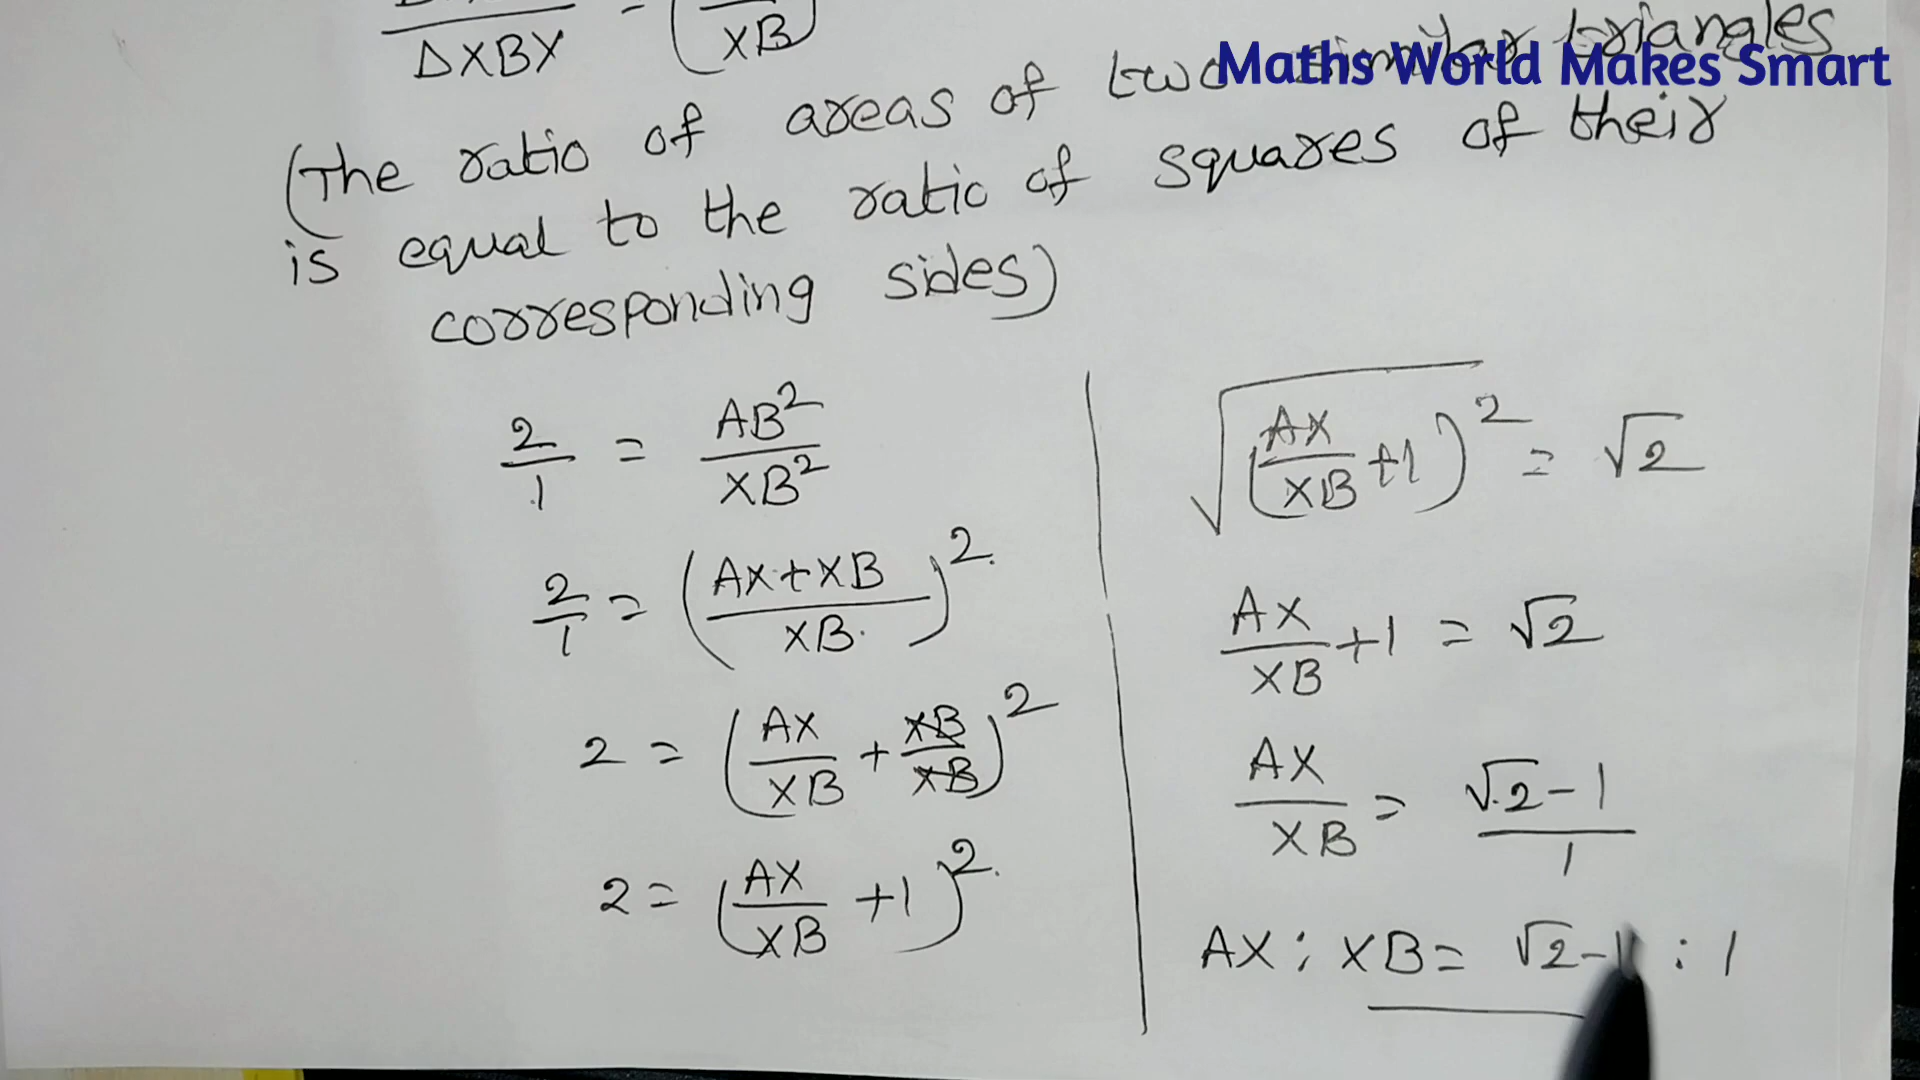 ΔXBY = ( XB )
Maths World Makes Smart
(The ratio of areas of two similar triangles
is equal to the ratio of squares of their
corresponding sides)
2/1 = AB²/XB²
2/1 = (AX+XB/XB)².
2 = (AX/XB + XB/XB)²
2 = (AX/XB +1)².
√(AX/XB +1)² = √2
AX/XB +1 = √2
AX/XB = √2-1/1
AX : XB = √2-1 : 1